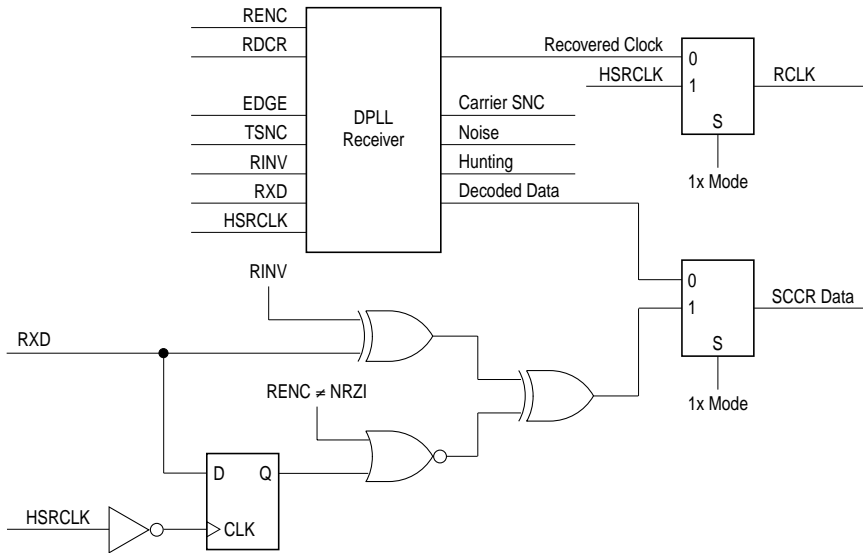 RENC
RDCR
EDGE
TSNC
RINV
RXD
HSRCLK
DPLL
Receiver
Recovered Clock
Carrier SNC
Noise
Hunting
Decoded Data
HSRCLK
0
1
S
RCLK
1x Mode
0
1
S
SCCR Data
1x Mode
RINV
RXD
RENC ≠ NRZI
D
Q
CLK
HSRCLK